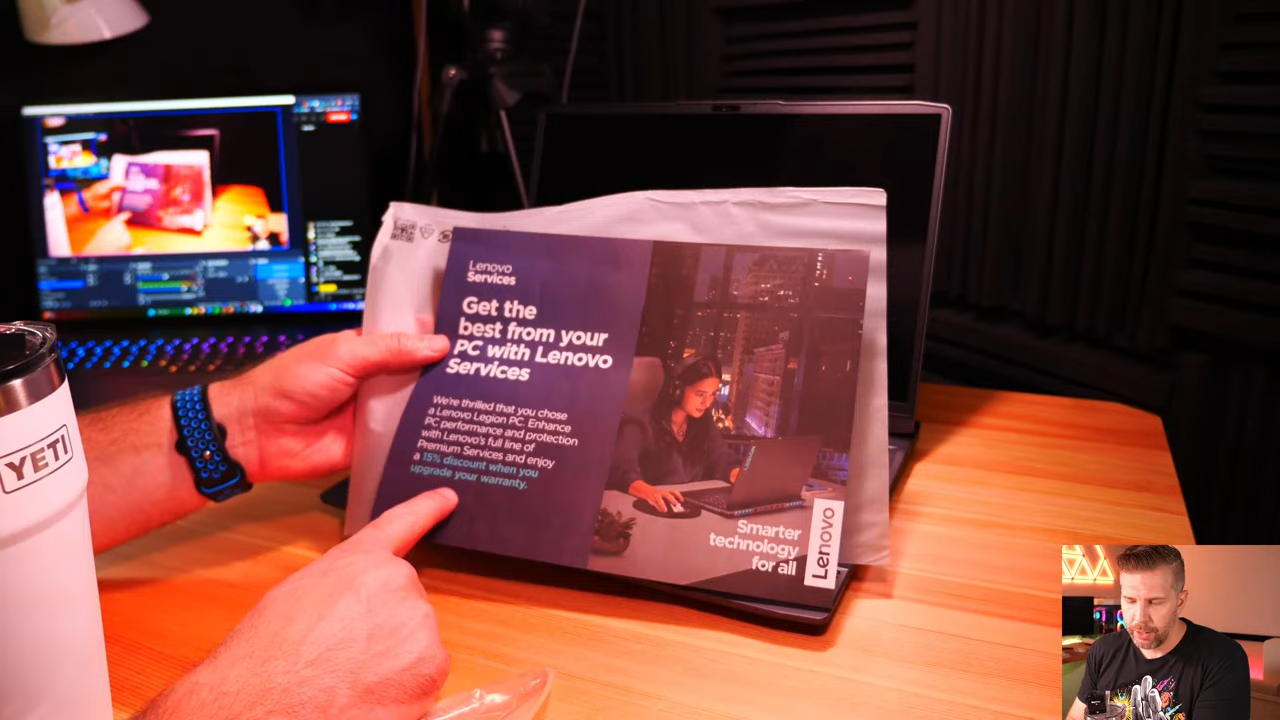 Lenovo
Services
Get the
best from your
PC with Lenovo
Services
We're thrilled that you chose
a Lenovo Legion PC. Enhance
PC performance and protection
with Lenovo's full line of
Premium Services and enjoy
a 15% discount when you
upgrade your warranty.
Smarter
technology
for all
Lenovo
YETI